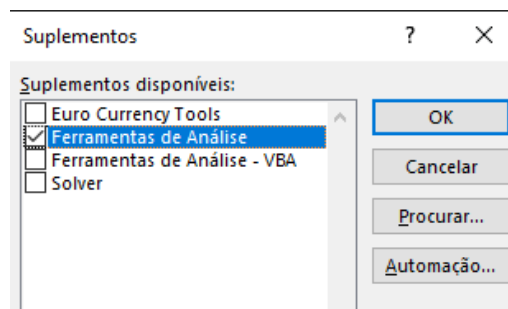 Suplementos ? ×
Suplementos disponíveis:
Euro Currency Tools
Ferramentas de Análise
Ferramentas de Análise - VBA
Solver
OK
Cancelar
Procurar...
Automação...